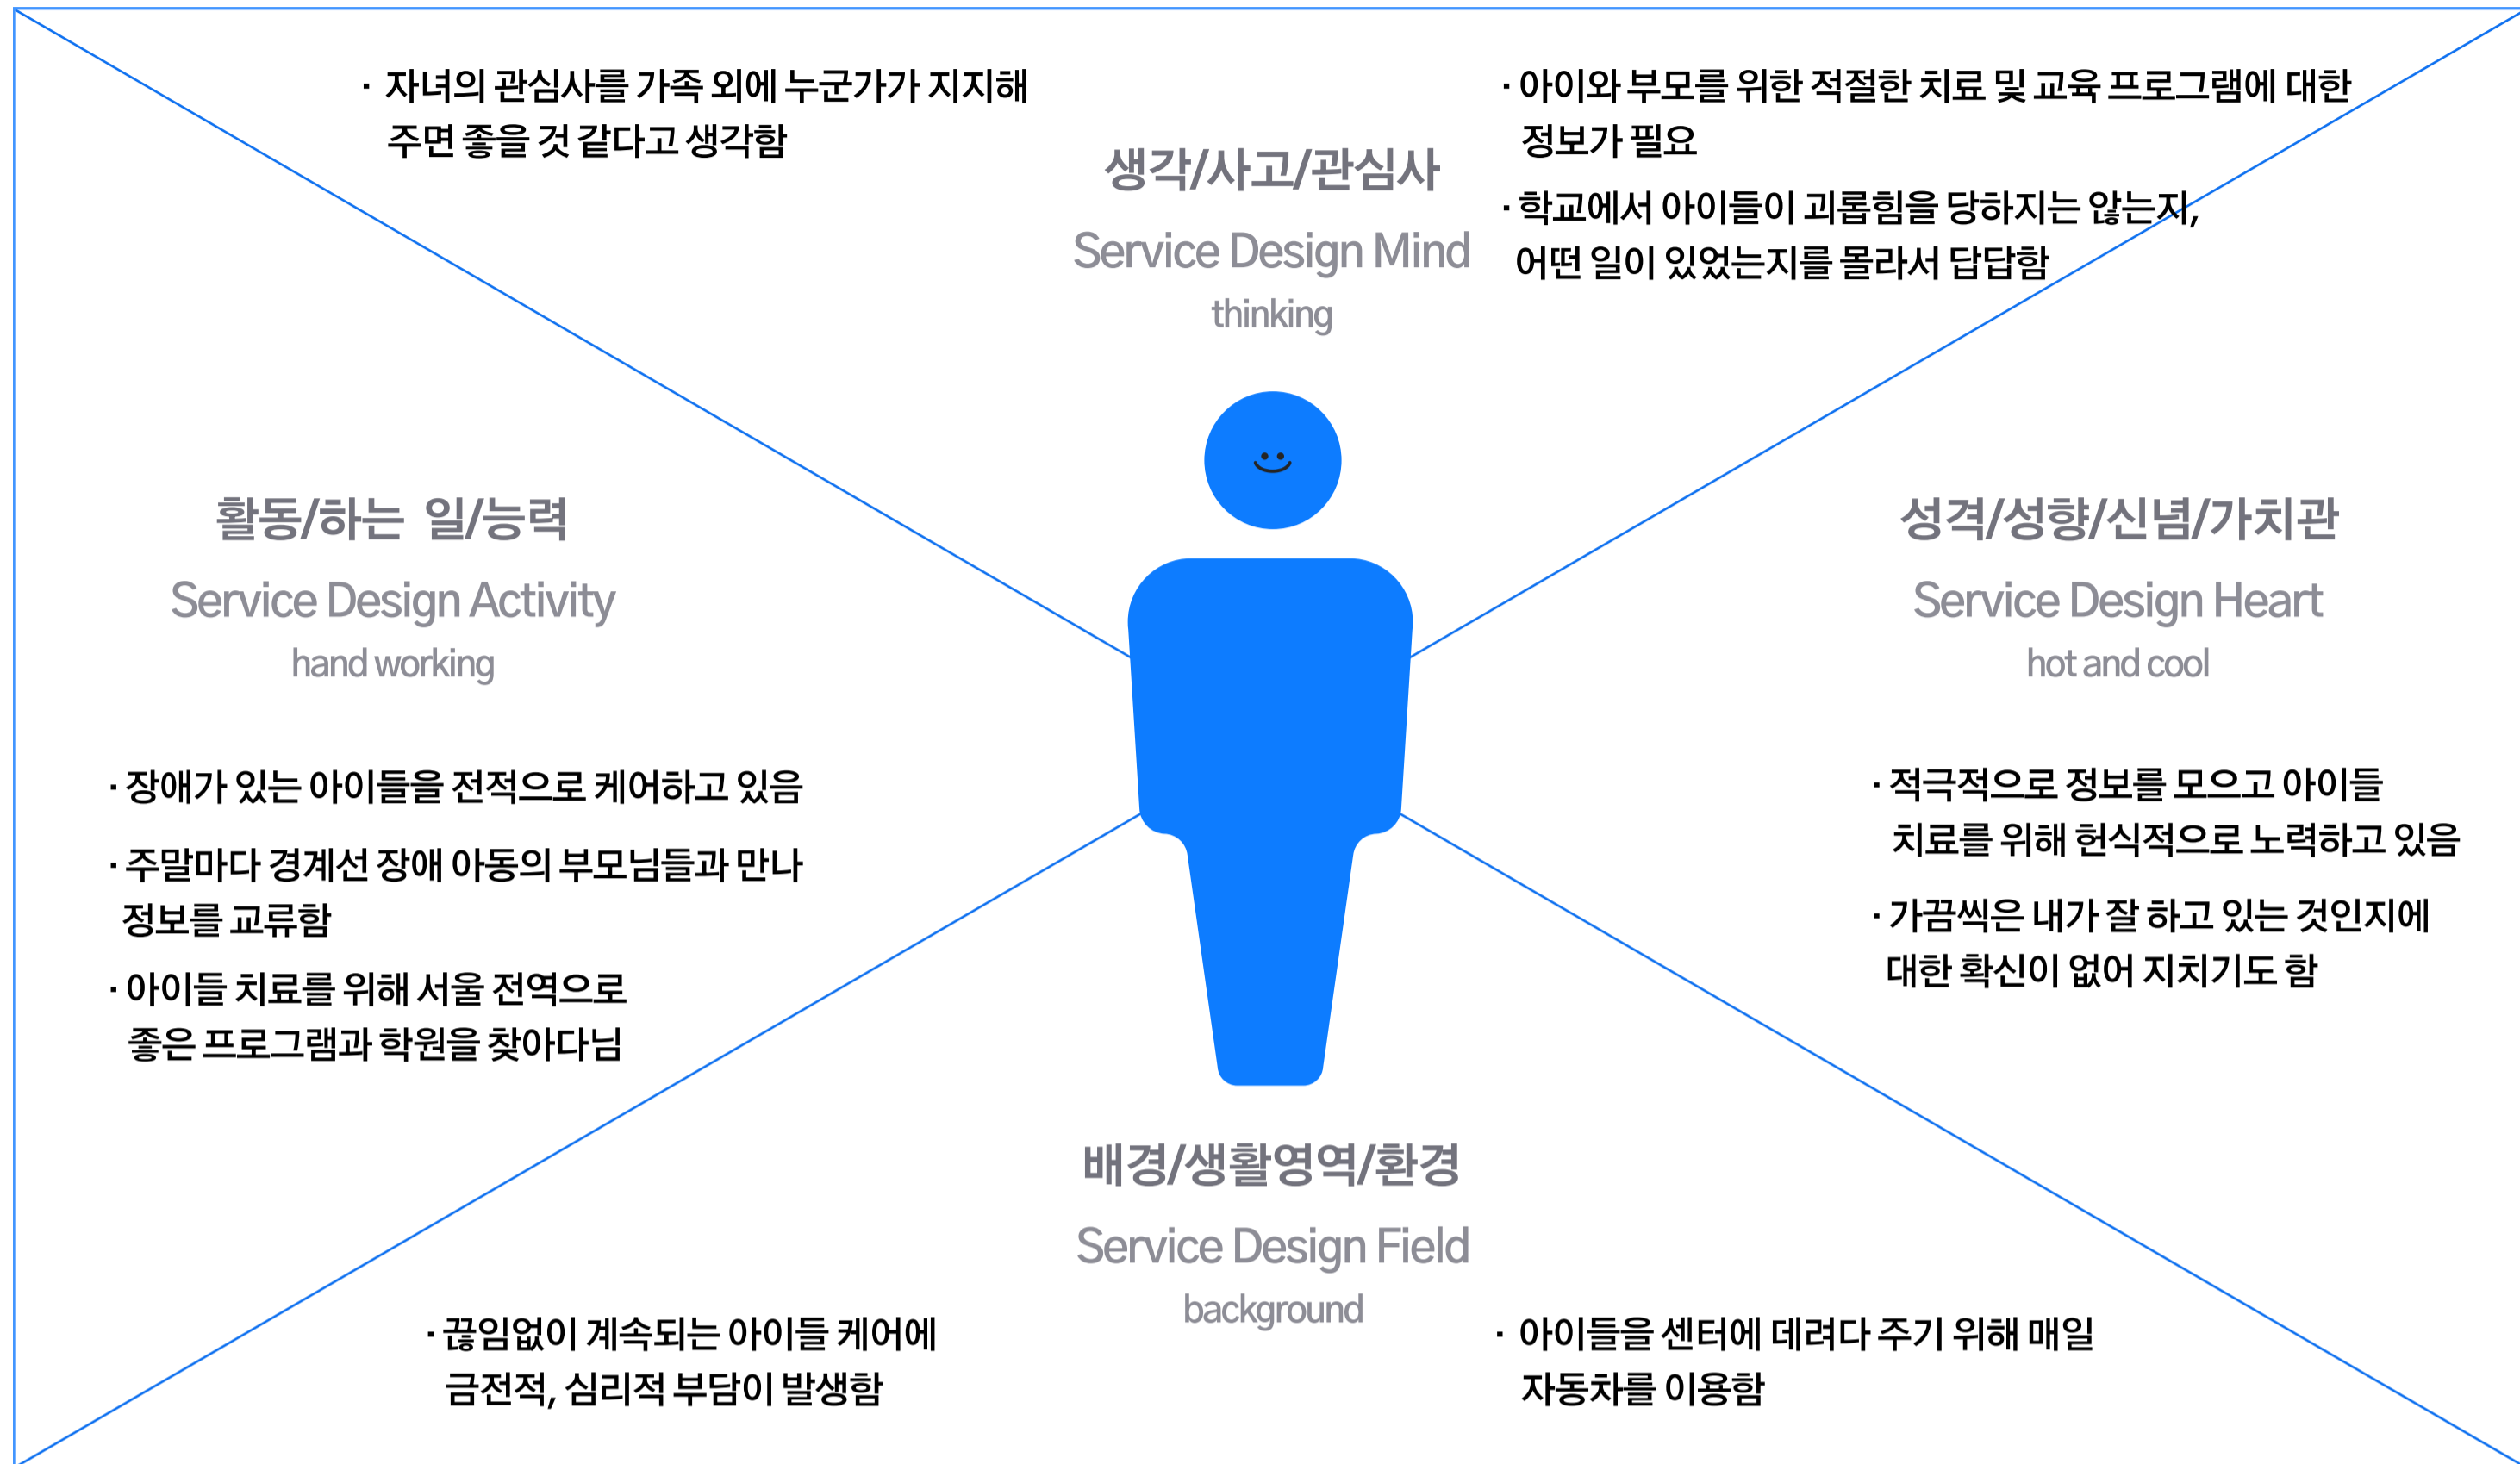 · 자녀의 관심사를 가족 외에 누군가가 지지해
주면 좋을 것 같다고 생각함
생각/사고/관심사
Service Design Mind
thinking
· 아이와 부모를 위한 적절한 치료 및 교육 프로그램에 대한
정보가 필요
· 학교에서 아이들이 괴롭힘을 당하지는 않는지,
어떤 일이 있있는지를 몰라서 답답함
활동/하는 일/능력
Service Design Activity
hand working
· 장애가 있는 아이들을 전적으로 케어하고 있음
· 주말마다 경계선 장애 아동의 부모님들과 만나
정보를 교류함
· 아이들 치료를 위해 서울 전역으로
좋은 프로그램과 학원을 찾아다님
성격/성향/신념/가치관
Service Design Heart
hot and cool
· 적극적으로 정보를 모으고 아이들
치료를 위해 헌식적으로 노력하고 있음
· 가끔씩은 내가 잘 하고 있는 것인지에
대한 확신이 없어 지치기도 함
배경/생활영역/환경
Service Design Field
background
· 끊임없이 계속되는 아이들 케어에
금전적, 심리적 부담이 발생함
· 아이들을 센터에 데려다 주기 위해 매일
자동차를 이용함